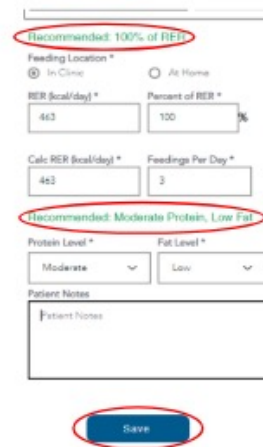 Recommended: 100% of RER
Feeding Location *
In Clinic At Home
RER (kcal/day) * Percent of RER *
463 100 %
Calc RER (kcal/day) * Feedings Per Day *
463 3
Recommended: Moderate Protein, Low Fat
Protein Level * Fat Level *
Moderate Low
Patient Notes
Patient Notes
Save